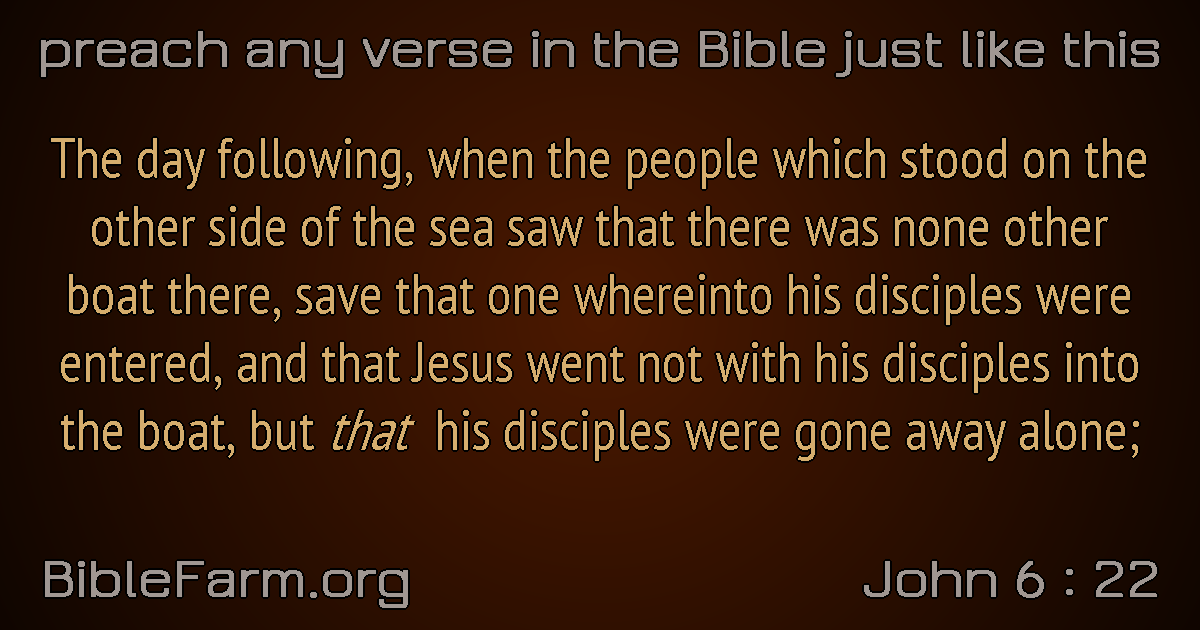 preach any verse in the Bible just like this
The day following, when the people which stood on the
other side of the sea saw that there was none other
boat there, save that one whereinto his disciples were
entered, and that Jesus went not with his disciples into
the boat, but that his disciples were gone away alone;
BibleFarm.org
John 6 : 22